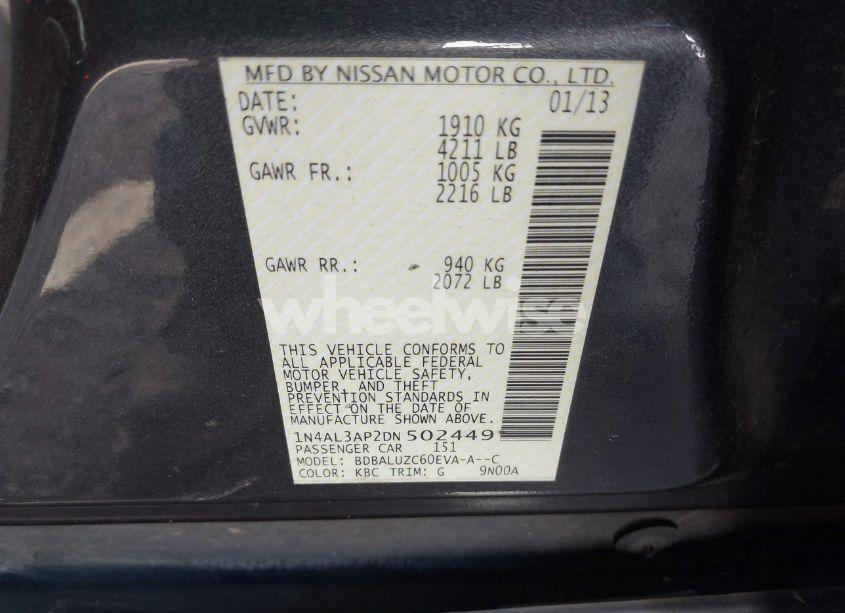 MFD BY NISSAN MOTOR CO., LTD.
DATE: 01/13
GVWR: 1910 KG
4211 LB
GAWR FR.: 1005 KG
2216 LB
GAWR RR.: 940 KG
2072 LB
wheelwise
THIS VEHICLE CONFORMS TO
ALL APPLICABLE FEDERAL
MOTOR VEHICLE SAFETY,
BUMPER, AND THEFT
PREVENTION STANDARDS IN
EFFECT ON THE DATE OF
MANUFACTURE SHOWN ABOVE.
1N4AL3AP2DN502449
PASSENGER CAR 151
MODEL: BDBALUZC60EVA-A--C
COLOR: KBC TRIM: G 9N00A